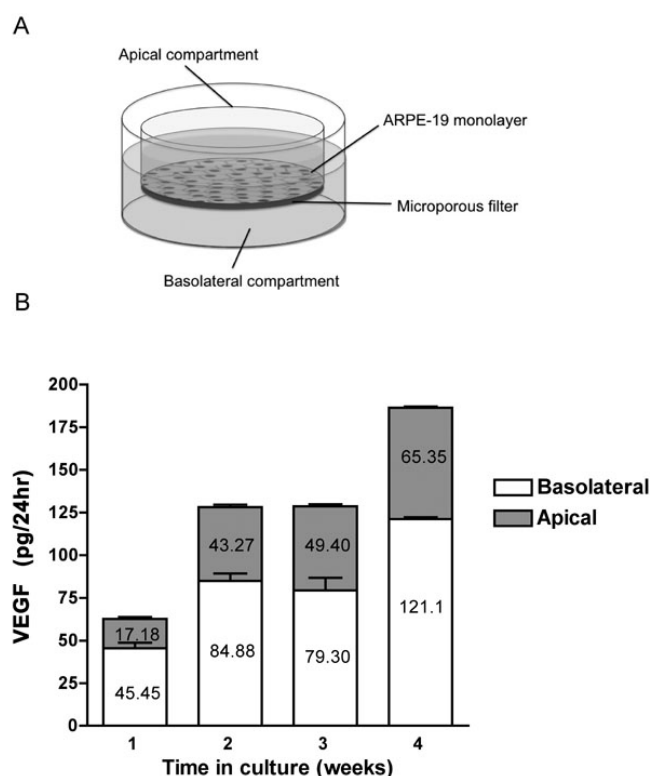 A
Apical compartment
ARPE-19 monolayer
Microporous filter
Basolateral compartment
B
VEGF (pg/24hr)
200
175
150
125
100
75
50
25
0
17.18
45.45
43.27
84.88
49.40
79.30
65.35
121.1
Basolateral
Apical
1 2 3 4
Time in culture (weeks)